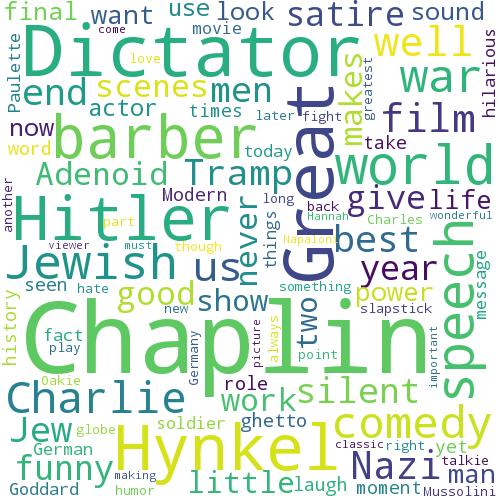 final want use look satire sound
come movie
Paulette Dictator well hilarious
love
end scenes men makes greatest war
actor times later fight film
now barber Great
word today take world
another Adenoid Tramp
Modern long back give life
Hitler never things Hannah Charles wonderful
part best speech
viewer must though Napaloni
Jewish us year
seen hate good show something power message
history new two slapstick
Chaplin
fact play Germany picture always point important
Oakie role silent
Charlie work
Jew globe soldier ghetto comedy
German Hynkel classic right yet
funny Nazi talkie man
making little laugh moment
Goddard humor Mussolini